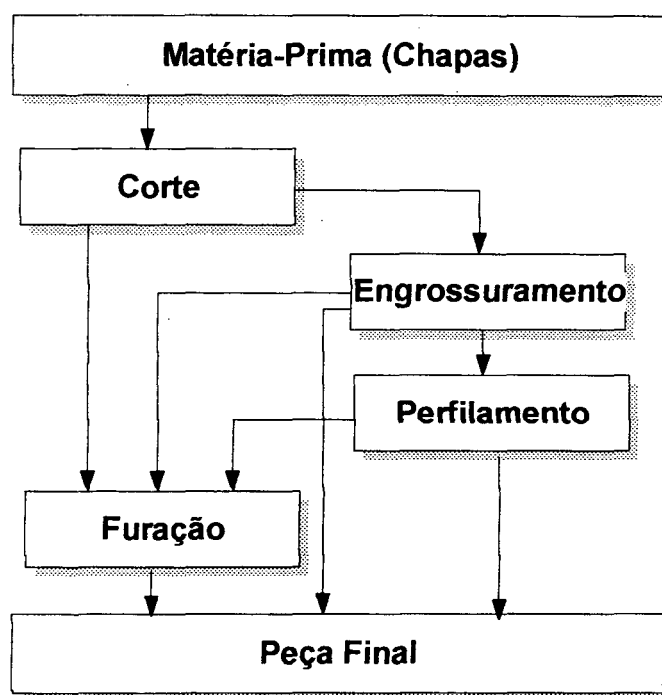 Matéria-Prima (Chapas)
Corte
Engrossuramento
Perfilamento
Furação
Peça Final